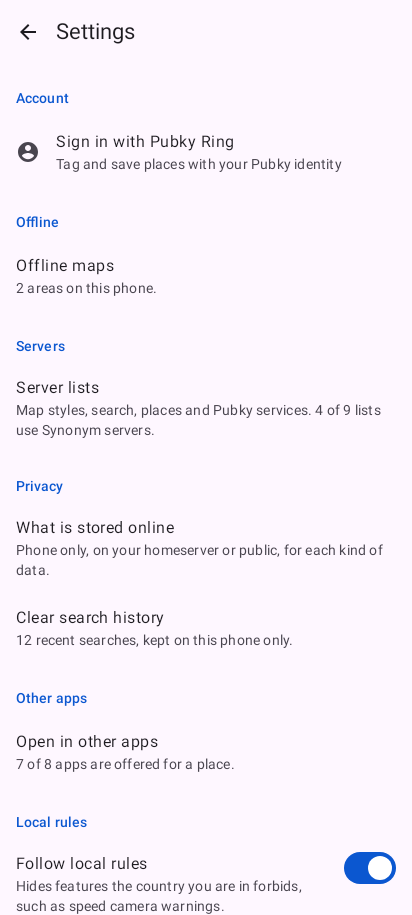 Settings
Account
Sign in with Pubky Ring
Tag and save places with your Pubky identity
Offline
Offline maps
2 areas on this phone.
Servers
Server lists
Map styles, search, places and Pubky services. 4 of 9 lists
use Synonym servers.
Privacy
What is stored online
Phone only, on your homeserver or public, for each kind of
data.
Clear search history
12 recent searches, kept on this phone only.
Other apps
Open in other apps
7 of 8 apps are offered for a place.
Local rules
Follow local rules
Hides features the country you are in forbids,
such as speed camera warnings.